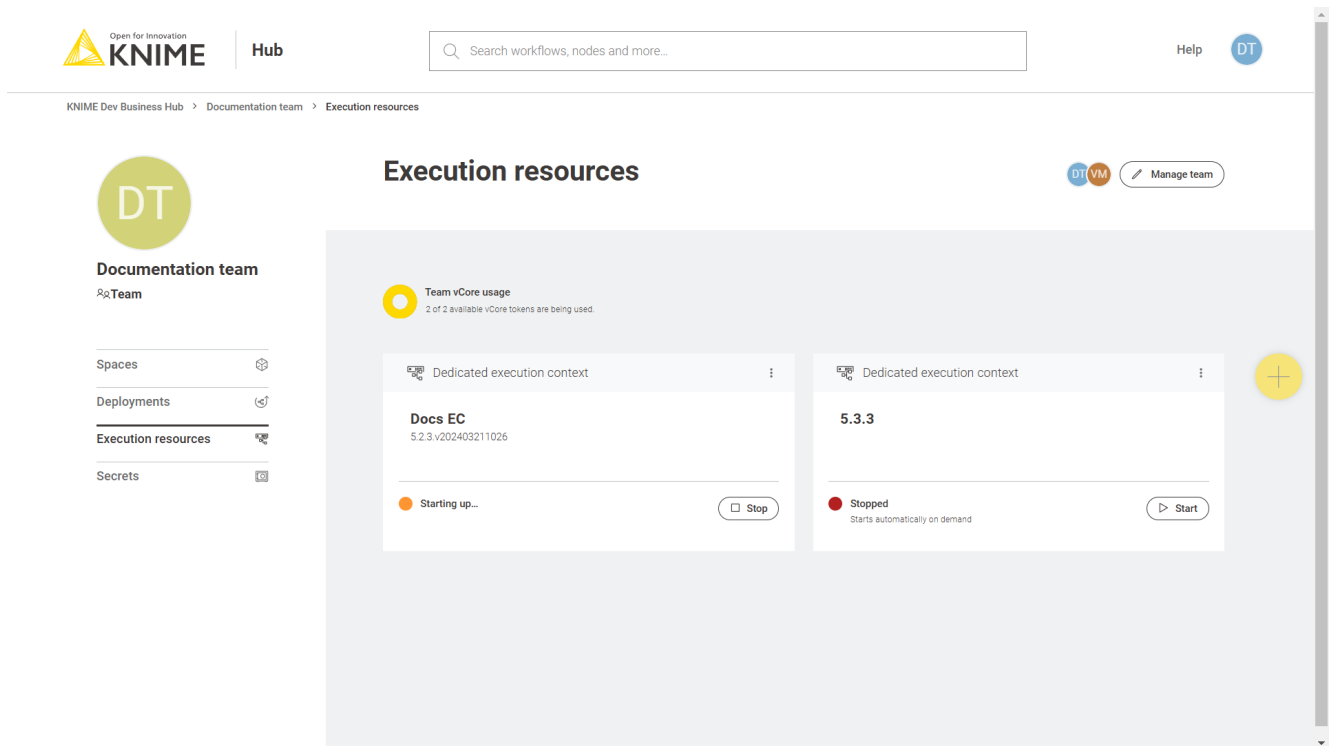 Open for Innovation
KNIME
Hub
Search workflows, nodes and more...
Help
DT
KNIME Dev Business Hub > Documentation team > Execution resources
DT
Documentation team
Team
Spaces
Deployments
Execution resources
Secrets
Execution resources
DT VM Manage team
Team vCore usage
2 of 2 available vCore tokens are being used.
Dedicated execution context
Docs EC
5.2.3.v202403211026
Starting up...
Stop
Dedicated execution context
5.3.3
Stopped
Starts automatically on demand
Start